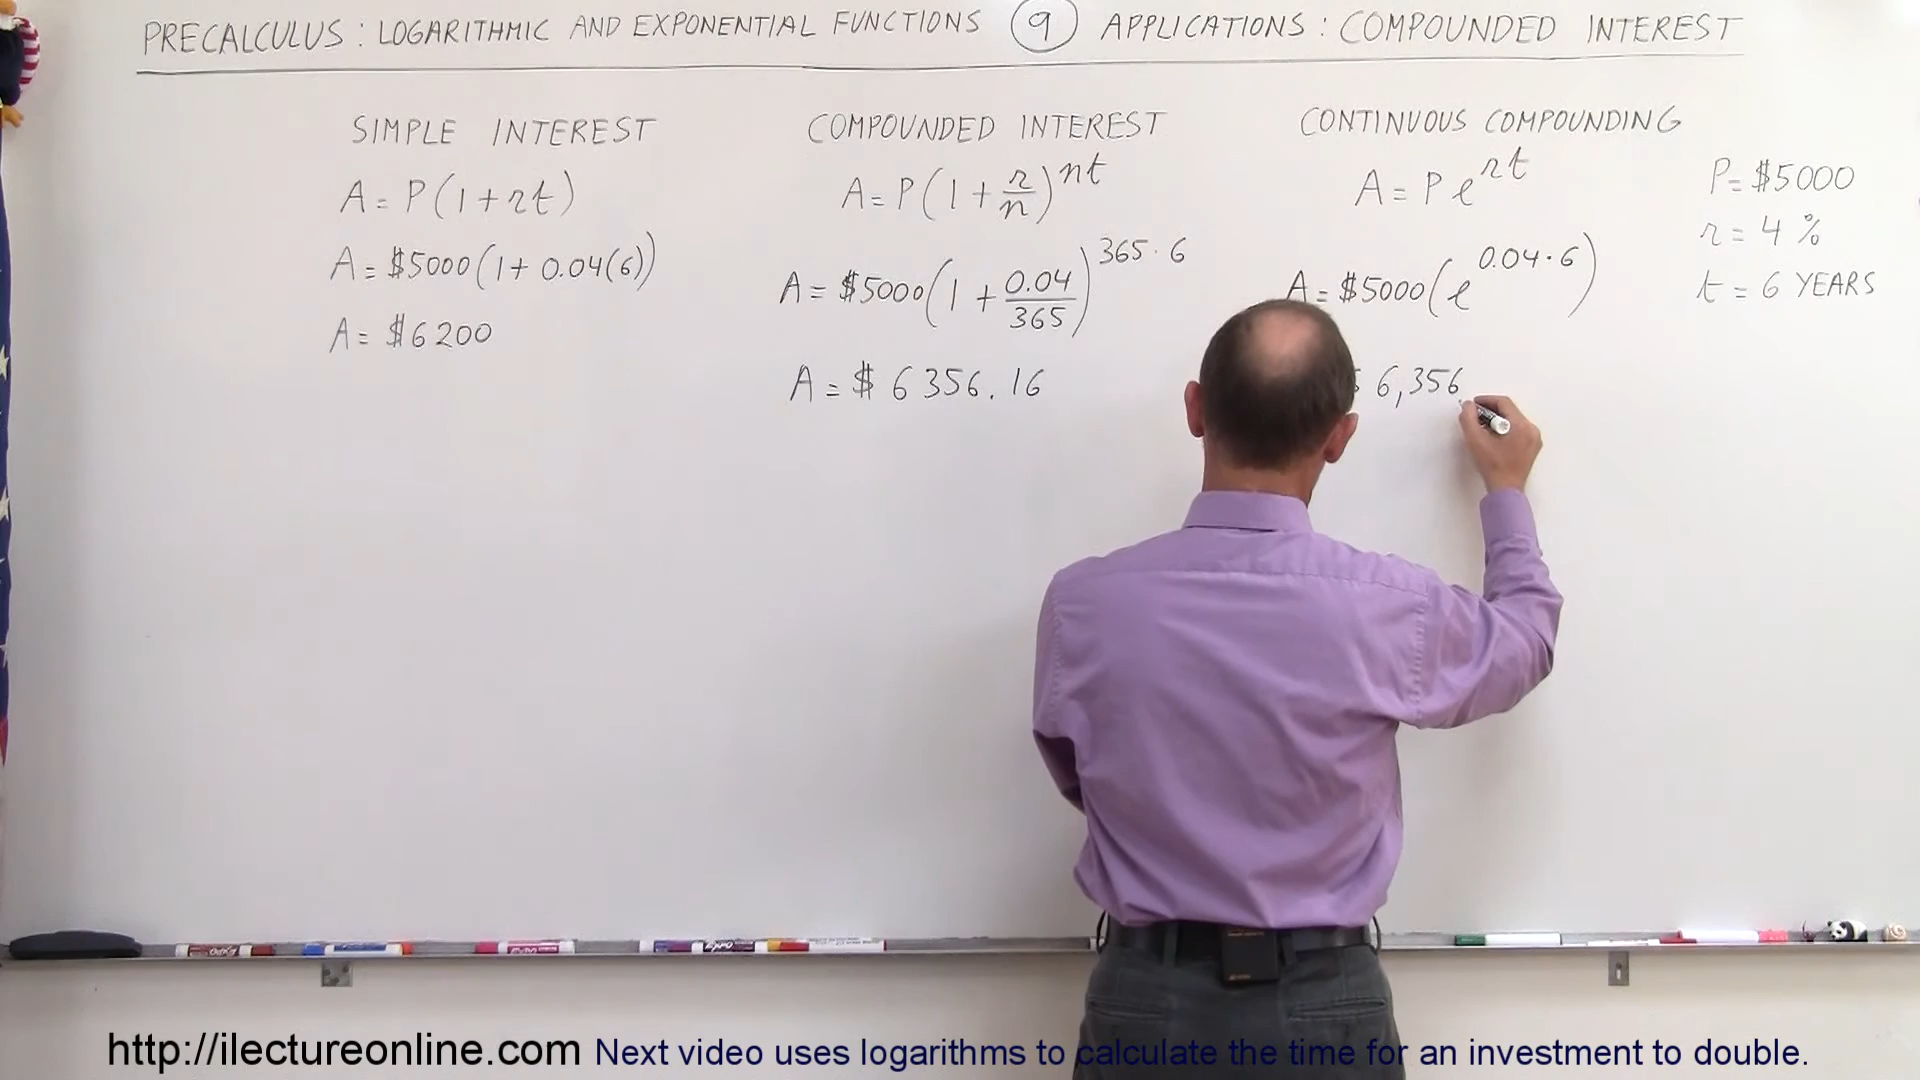 PRECALCULUS: LOGARITHMIC AND EXPONENTIAL FUNCTIONS 9 APPLICATIONS: COMPOUNDED INTEREST
SIMPLE INTEREST
A = P(1+rt)
A = $5000(1+ 0.04(6))
A = $6200
COMPOUNDED INTEREST
A = P(1 + r/n)^nt
A = $5000(1 + 0.04/365)^365·6
A = $ 6356.16
CONTINUOUS COMPOUNDING
A = P e^rt
A = $5000(e^0.04·6)
$ 6,356.
P = $5000
r = 4 %
t = 6 YEARS
http://ilectureonline.com Next video uses logarithms to calculate the time for an investment to double.